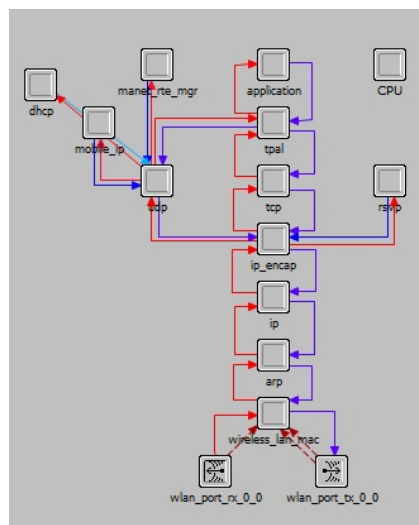 manet_rte_mgr
application
CPU
dhcp
mobile_ip
tpal
udp
tcp
rsvp
ip_encap
ip
arp
wireless_lan_mac
wlan_port_rx_0_0
wlan_port_tx_0_0